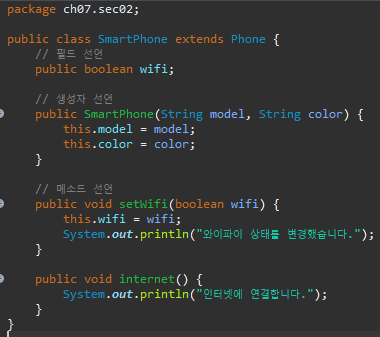 package ch07.sec02;
public class SmartPhone extends Phone {
// 필드 선언
public boolean wifi;
// 생성자 선언
public SmartPhone(String model, String color) {
this.model = model;
this.color = color;
}
// 메소드 선언
public void setWifi(boolean wifi) {
this.wifi = wifi;
System.out.println("와이파이 상태를 변경했습니다.");
}
public void internet() {
System.out.println("인터넷에 연결합니다.");
}
}